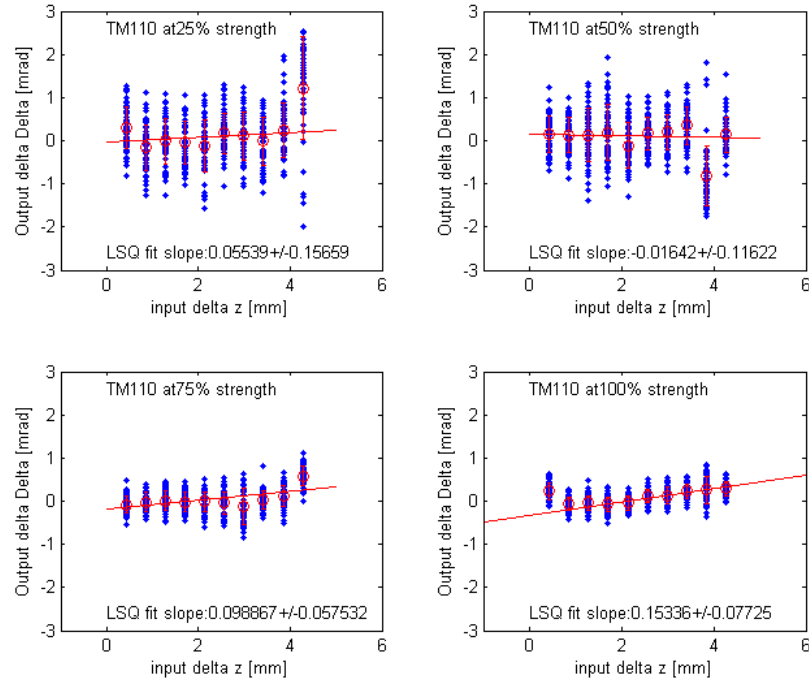 TM110 at25% strength
Output delta Delta [mrad]
3
2
1
0
-1
-2
-3
LSQ fit slope:0.05539+/-0.15659
0 2 4 6
input delta z [mm]
TM110 at50% strength
Output delta Delta [mrad]
3
2
1
0
-1
-2
-3
LSQ fit slope:-0.01642+/-0.11622
0 2 4 6
input delta z [mm]
TM110 at75% strength
Output delta Delta [mrad]
3
2
1
0
-1
-2
-3
LSQ fit slope:0.098867+/-0.057532
0 2 4 6
input delta z [mm]
TM110 at100% strength
Output delta Delta [mrad]
3
2
1
0
-1
-2
-3
LSQ fit slope:0.15336+/-0.07725
0 2 4 6
input delta z [mm]